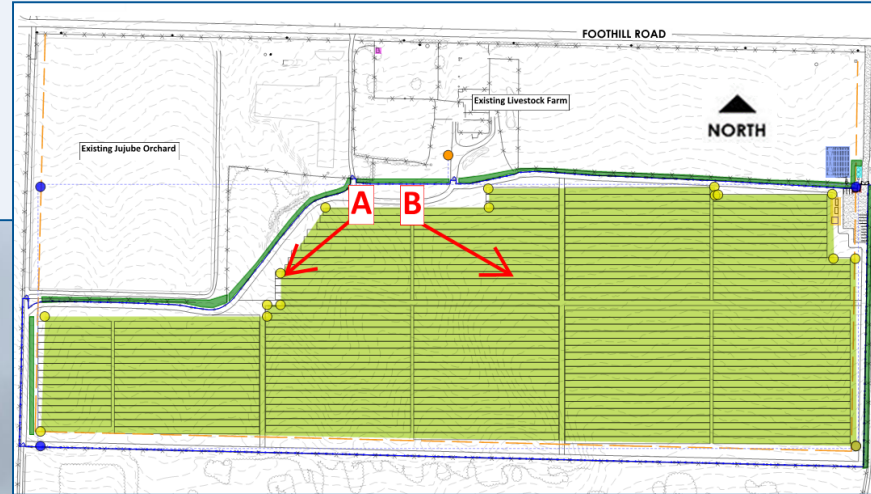 FOOTHILL ROAD
Existing Livestock Farm
NORTH
Existing Jujube Orchard
A
B